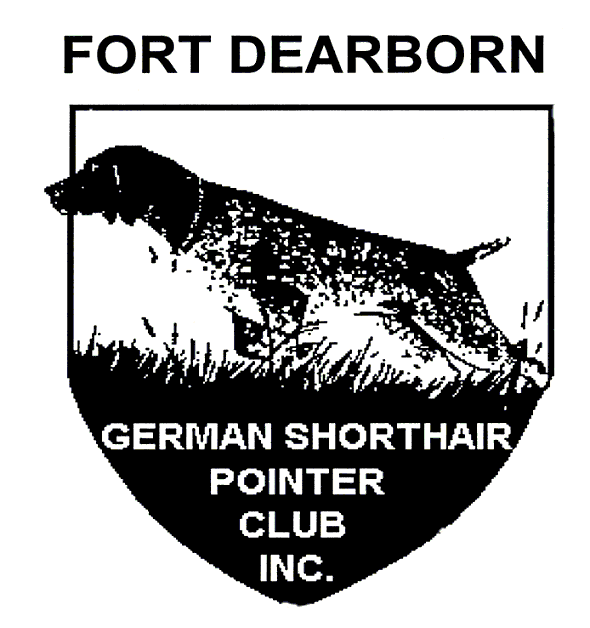 FORT DEARBORN
GERMAN SHORTHAIR
POINTER
CLUB
INC.